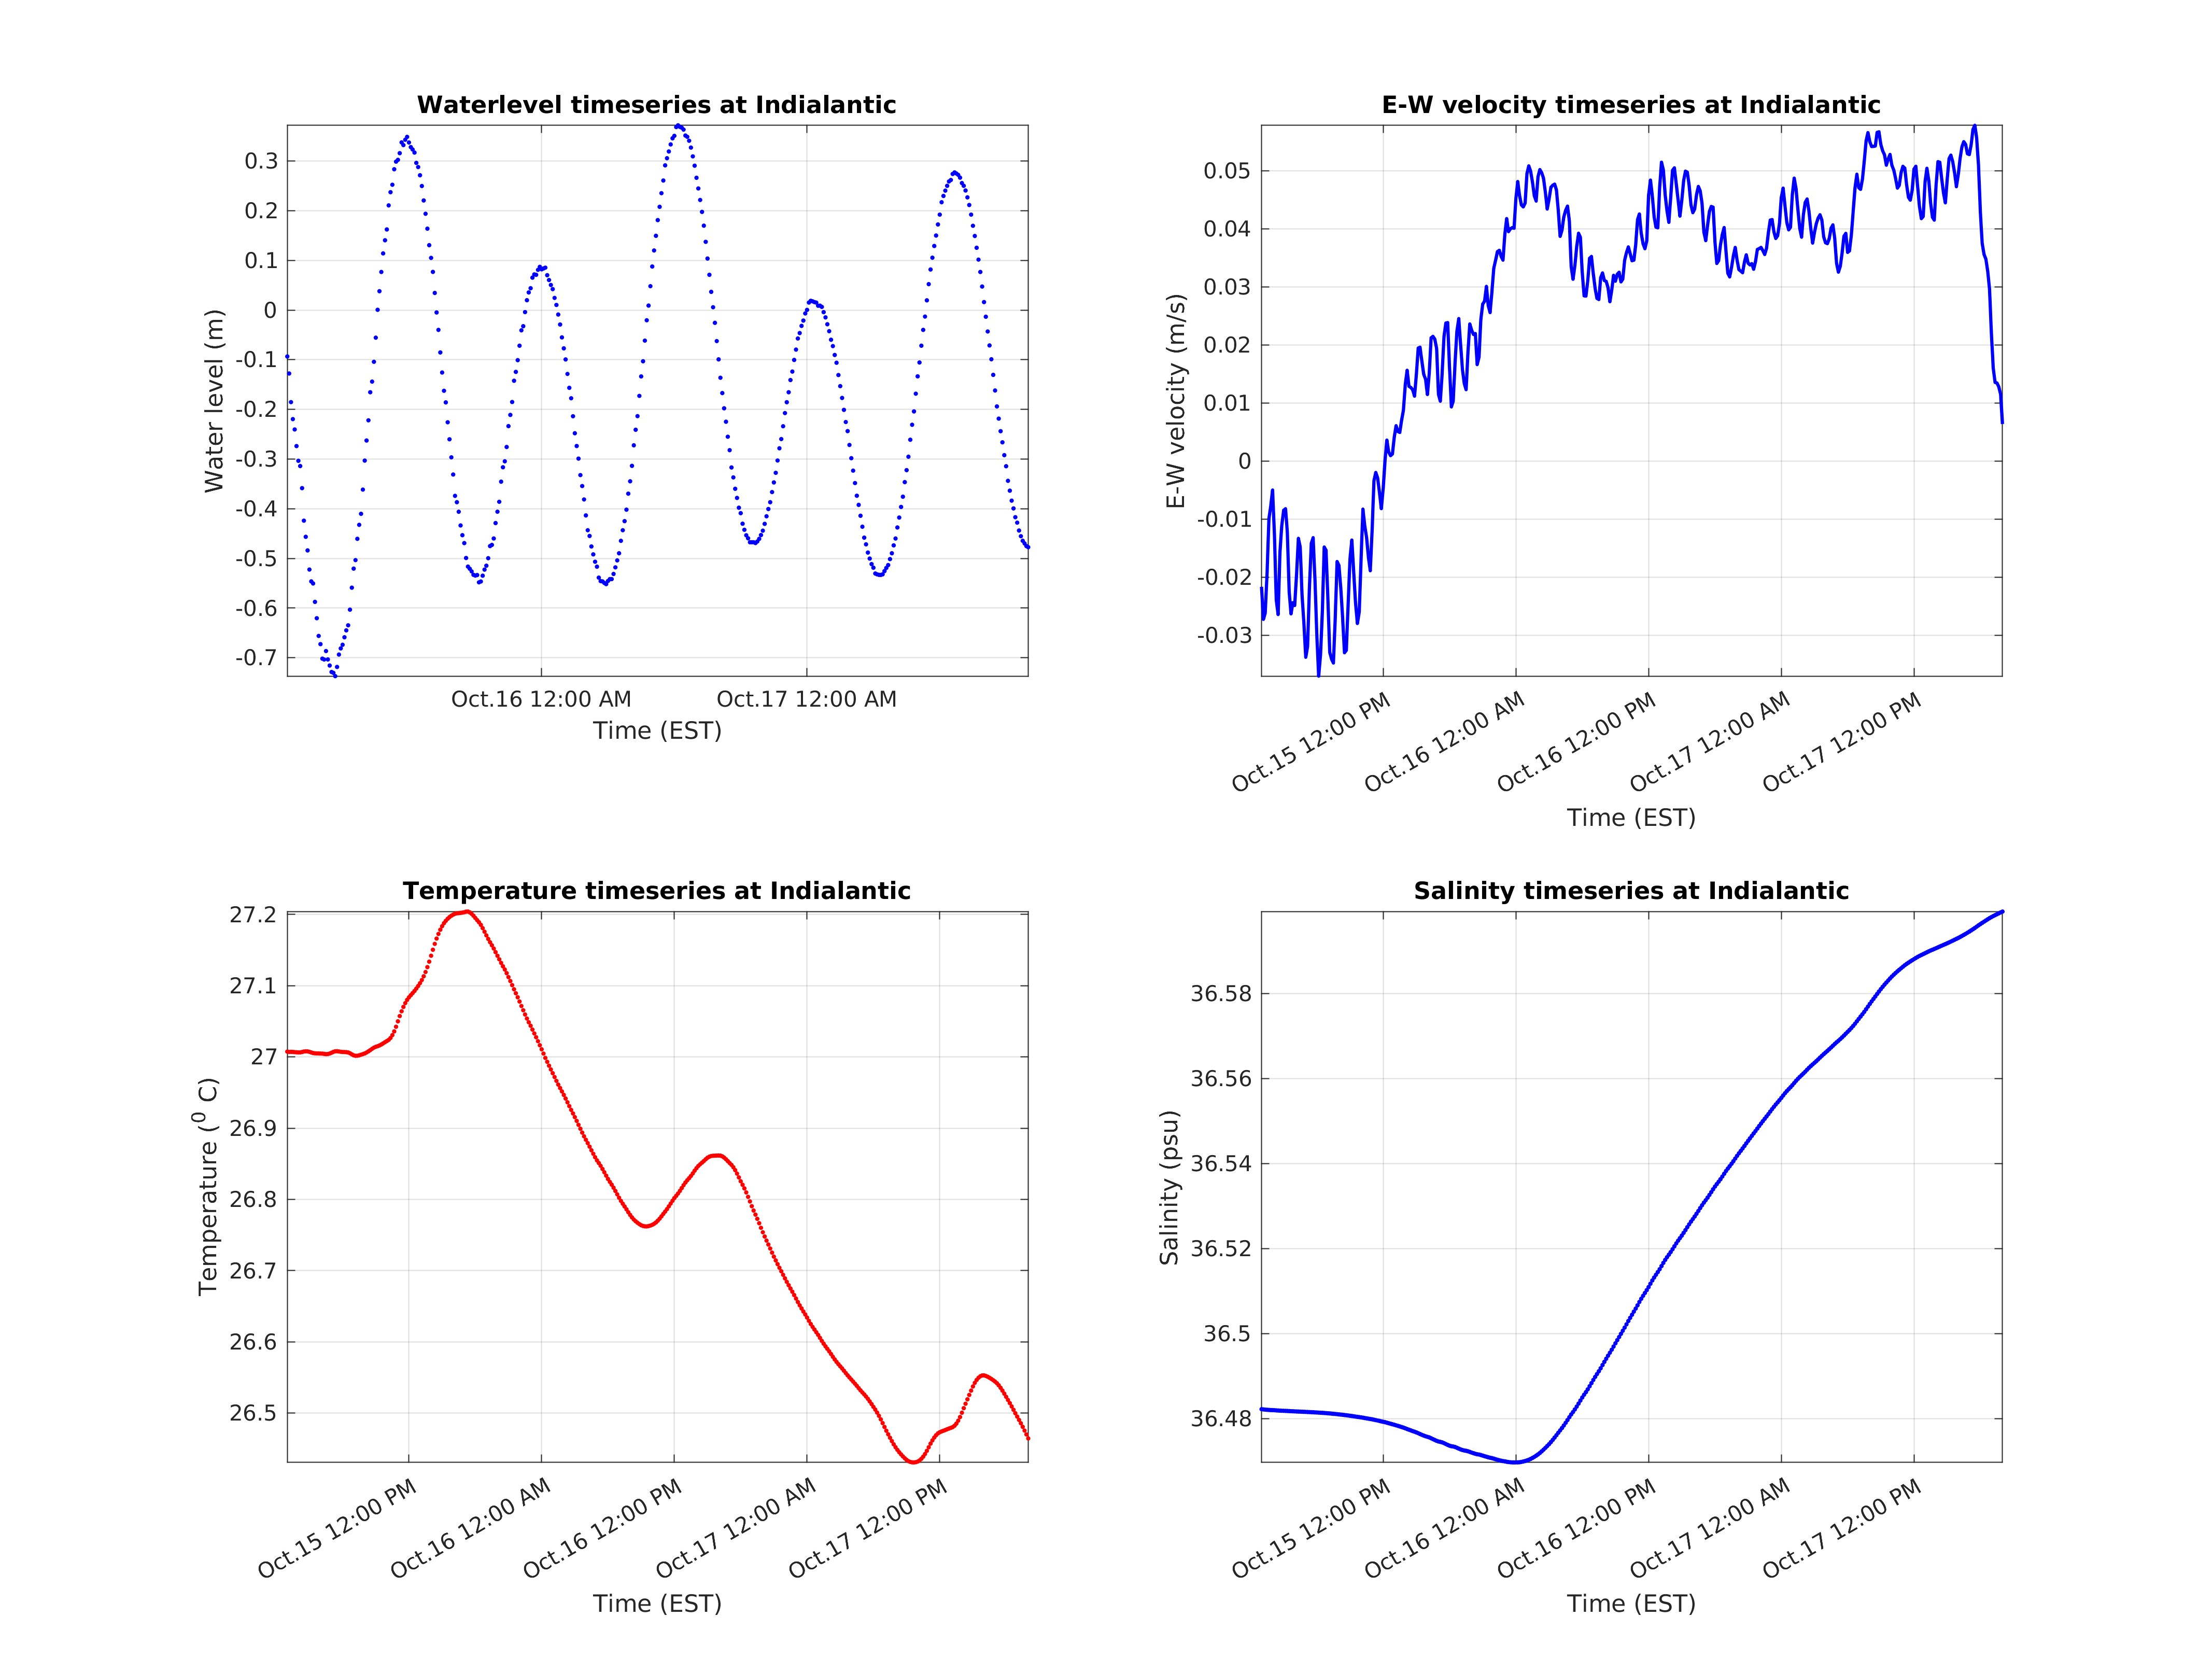 Waterlevel timeseries at Indialantic
0.3
0.2
0.1
0
-0.1
-0.2
-0.3
-0.4
-0.5
-0.6
-0.7
Water level (m)
Oct.16 12:00 AM
Oct.17 12:00 AM
Time (EST)
E-W velocity timeseries at Indialantic
0.05
0.04
0.03
0.02
0.01
0
-0.01
-0.02
-0.03
E-W velocity (m/s)
Oct.15 12:00 PM
Oct.16 12:00 AM
Oct.16 12:00 PM
Oct.17 12:00 AM
Oct.17 12:00 PM
Time (EST)
Temperature timeseries at Indialantic
27.2
27.1
27
26.9
26.8
26.7
26.6
26.5
Temperature (⁰ C)
Oct.15 12:00 PM
Oct.16 12:00 AM
Oct.16 12:00 PM
Oct.17 12:00 AM
Oct.17 12:00 PM
Time (EST)
Salinity timeseries at Indialantic
36.58
36.56
36.54
36.52
36.5
36.48
Salinity (psu)
Oct.15 12:00 PM
Oct.16 12:00 AM
Oct.16 12:00 PM
Oct.17 12:00 AM
Oct.17 12:00 PM
Time (EST)